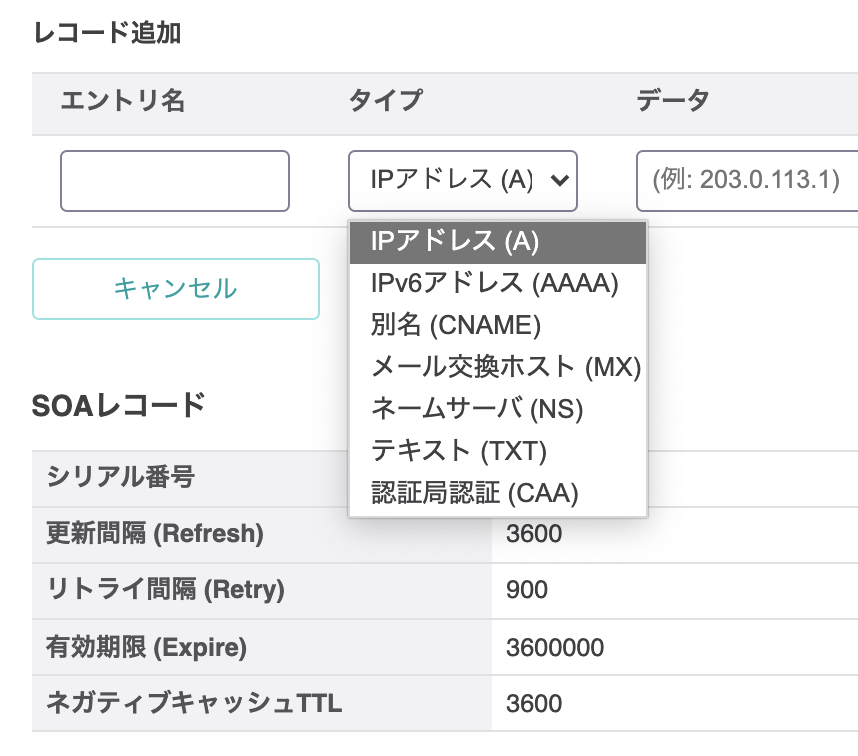 レコード追加
エントリ名 タイプ データ
IPアドレス (A) (例: 203.0.113.1)
IPアドレス (A)
IPv6アドレス (AAAA)
別名 (CNAME)
メール交換ホスト (MX)
ネームサーバ (NS)
テキスト (TXT)
認証局認証 (CAA)
キャンセル
SOAレコード
シリアル番号
更新間隔 (Refresh) 3600
リトライ間隔 (Retry) 900
有効期限 (Expire) 3600000
ネガティブキャッシュTTL 3600